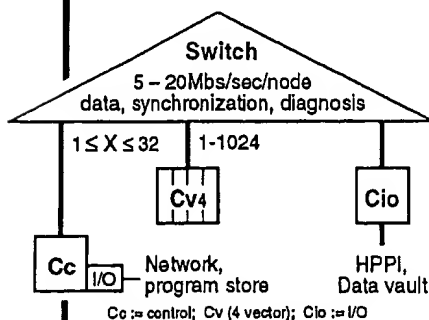 Switch
5 – 20Mbs/sec/node
data, synchronization, diagnosis
1 ≤ X ≤ 32
1-1024
Cv4
Cio
Cc
I/O
Network,
program store
HPPI,
Data vault
Cc := control; Cv (4 vector); Cio := I/O